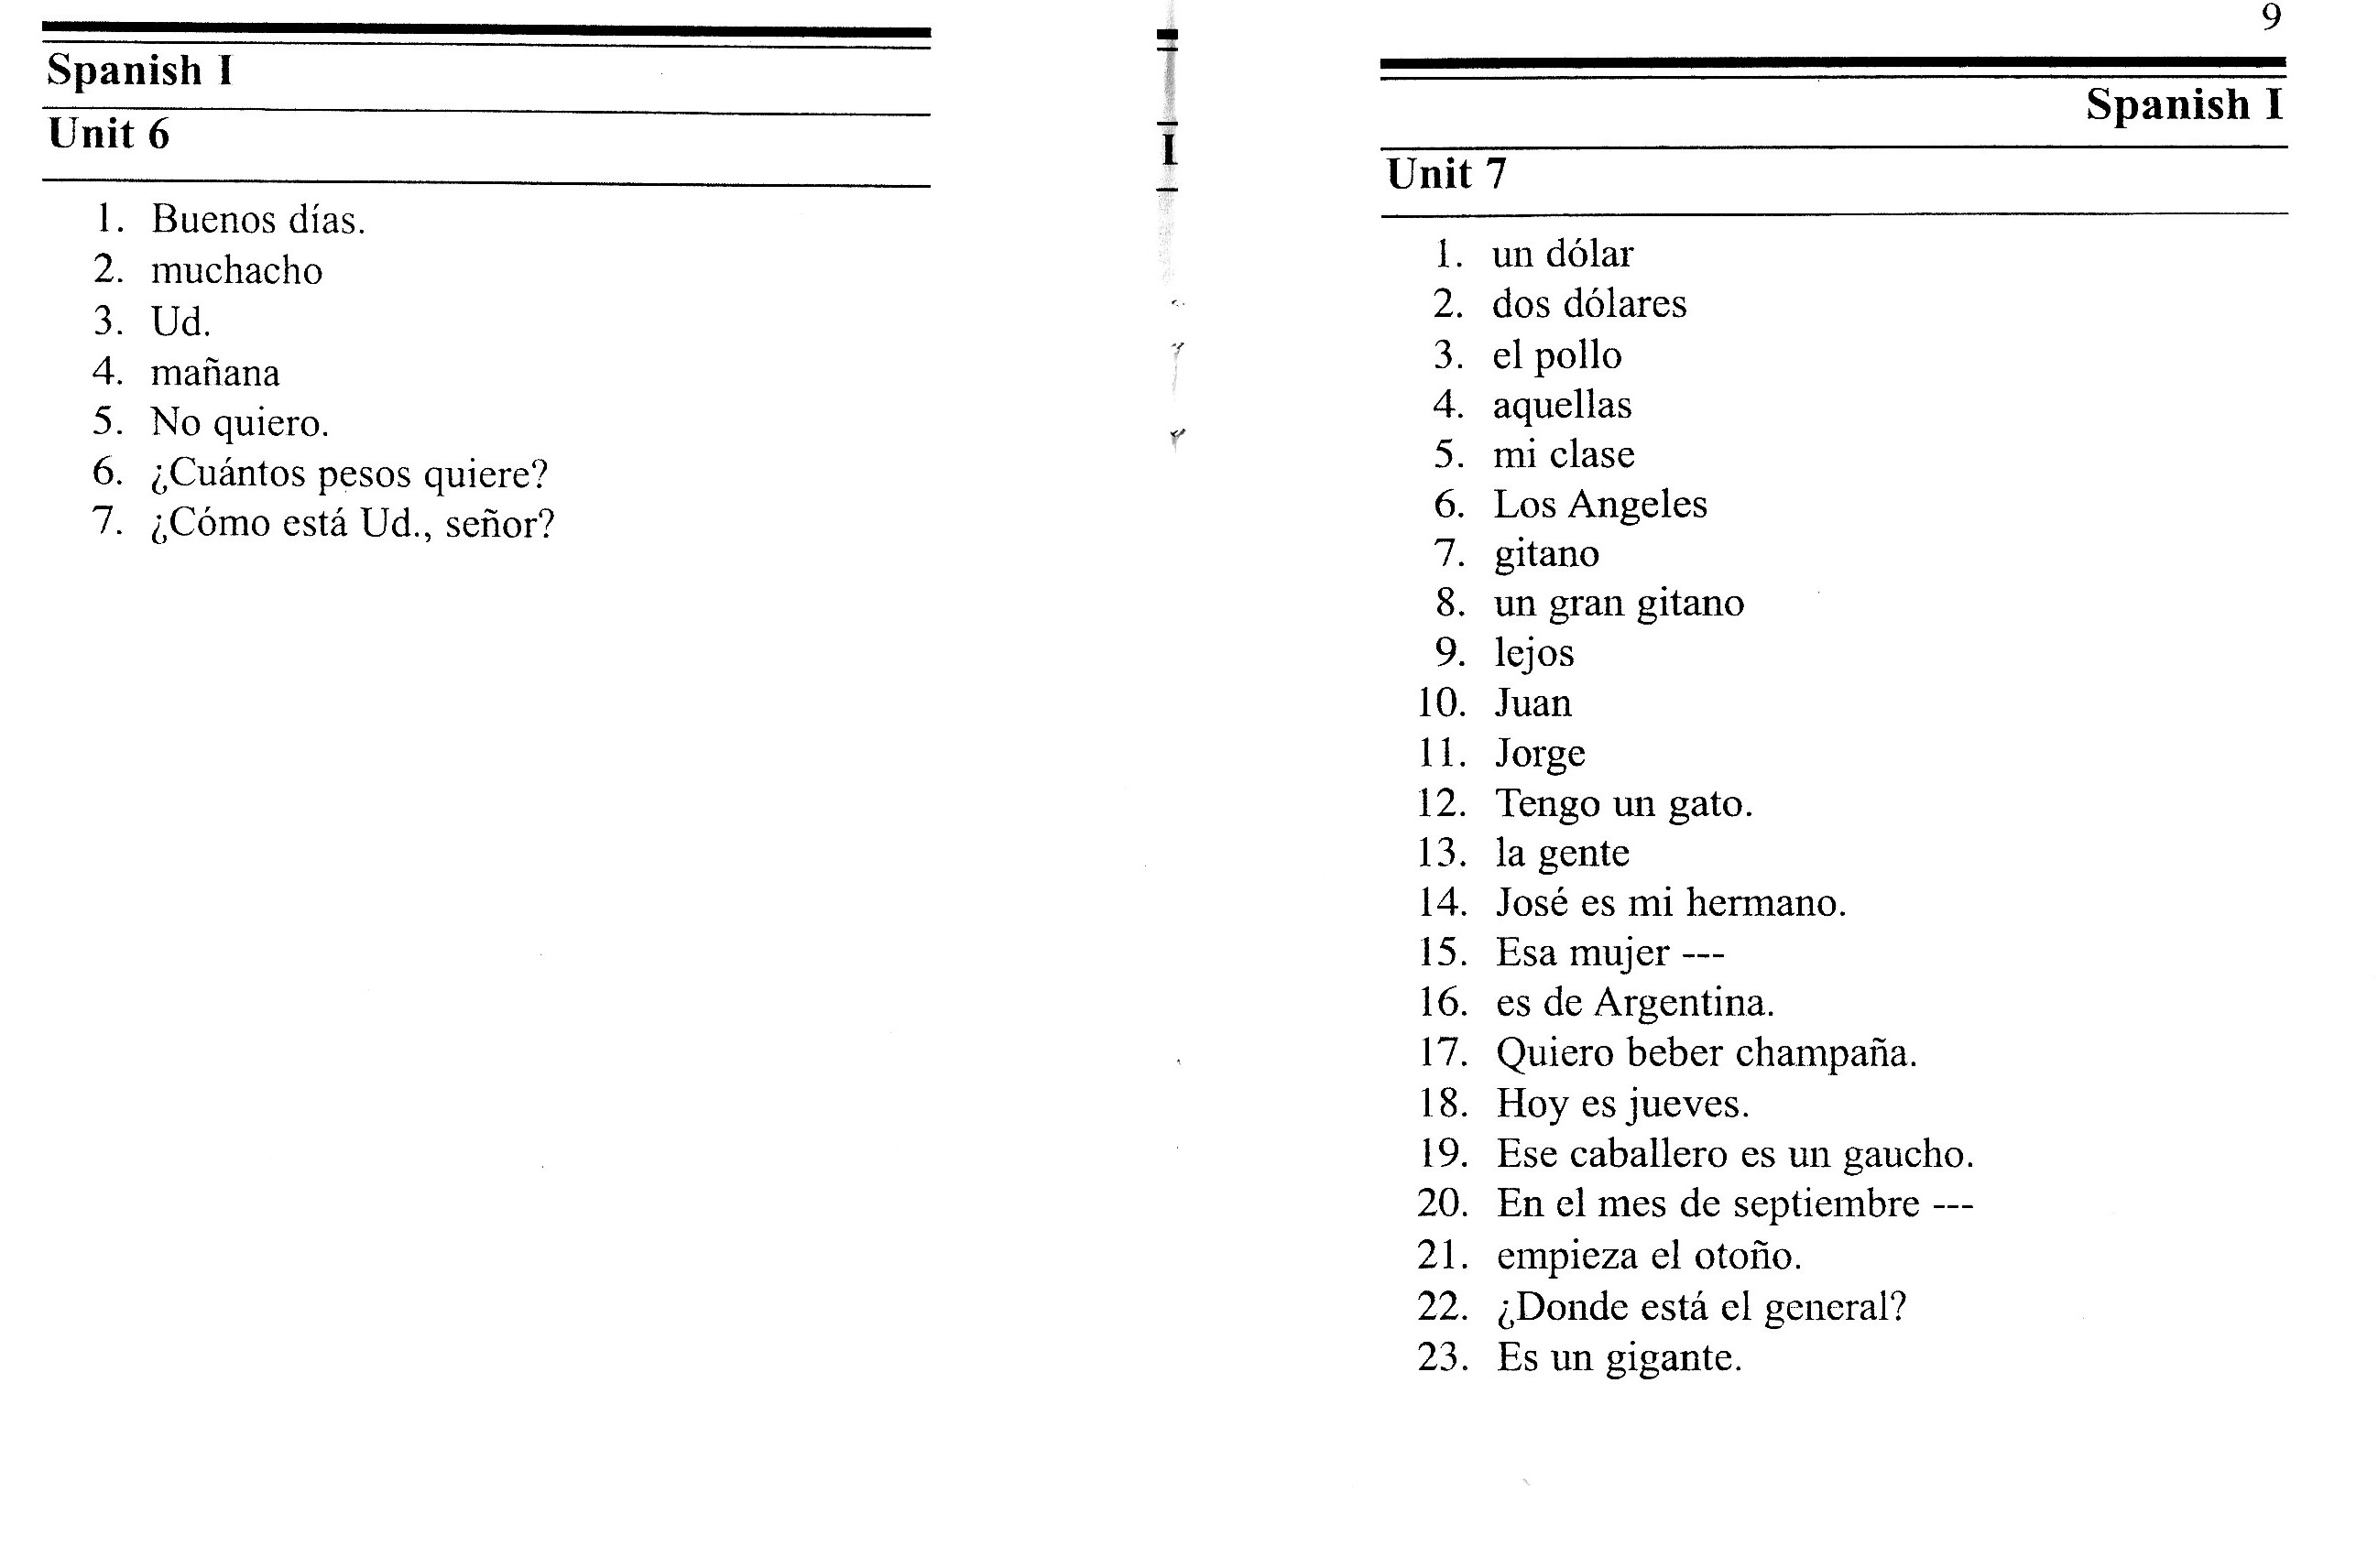 Spanish I
Unit 6
1. Buenos días.
2. muchacho
3. Ud.
4. mañana
5. No quiero.
6. ¿Cuántos pesos quiere?
7. ¿Cómo está Ud., señor?
I
9
Spanish I
Unit 7
1. un dólar
2. dos dólares
3. el pollo
4. aquellas
5. mi clase
6. Los Angeles
7. gitano
8. un gran gitano
9. lejos
10. Juan
11. Jorge
12. Tengo un gato.
13. la gente
14. José es mi hermano.
15. Esa mujer ---
16. es de Argentina.
17. Quiero beber champaña.
18. Hoy es jueves.
19. Ese caballero es un gaucho.
20. En el mes de septiembre ---
21. empieza el otoño.
22. ¿Donde está el general?
23. Es un gigante.